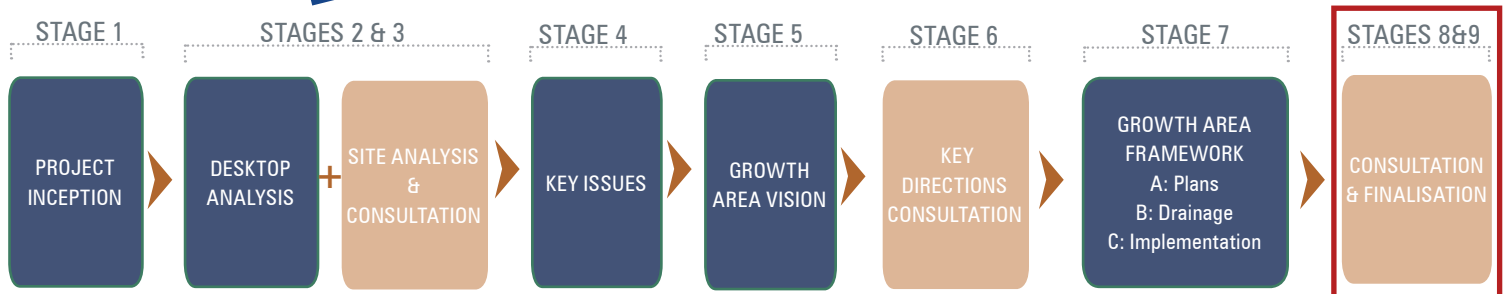 STAGE 1
STAGES 2 & 3
STAGE 4
STAGE 5
STAGE 6
STAGE 7
STAGES 8&9
PROJECT
INCEPTION
DESKTOP
ANALYSIS
+
SITE ANALYSIS
&
CONSULTATION
KEY ISSUES
GROWTH
AREA VISION
KEY
DIRECTIONS
CONSULTATION
GROWTH AREA
FRAMEWORK
A: Plans
B: Drainage
C: Implementation
CONSULTATION
& FINALISATION